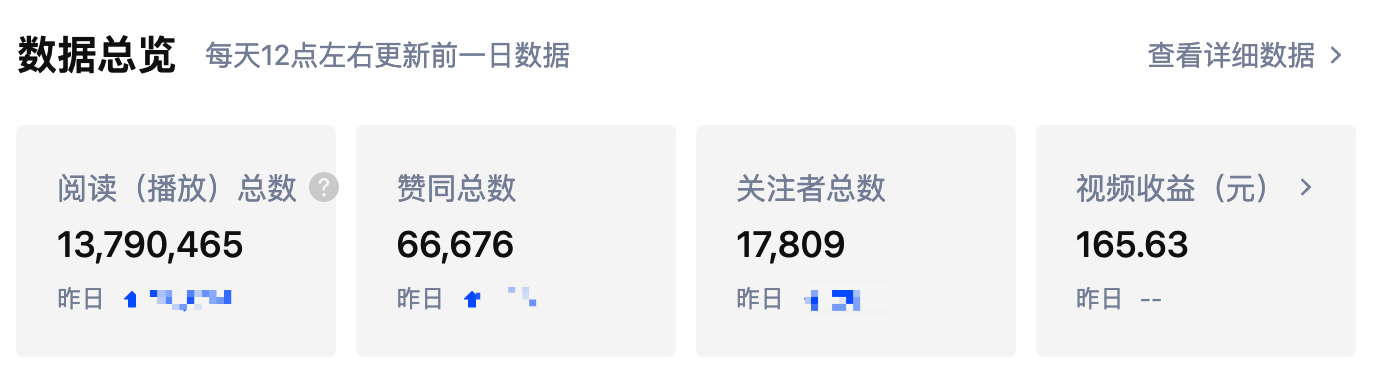 数据总览 每天12点左右更新前一日数据 查看详细数据 >
阅读（播放）总数 ? 赞同总数 关注者总数 视频收益（元） >
13,790,465 66,676 17,809 165.63
昨日 昨日 昨日 昨日 --